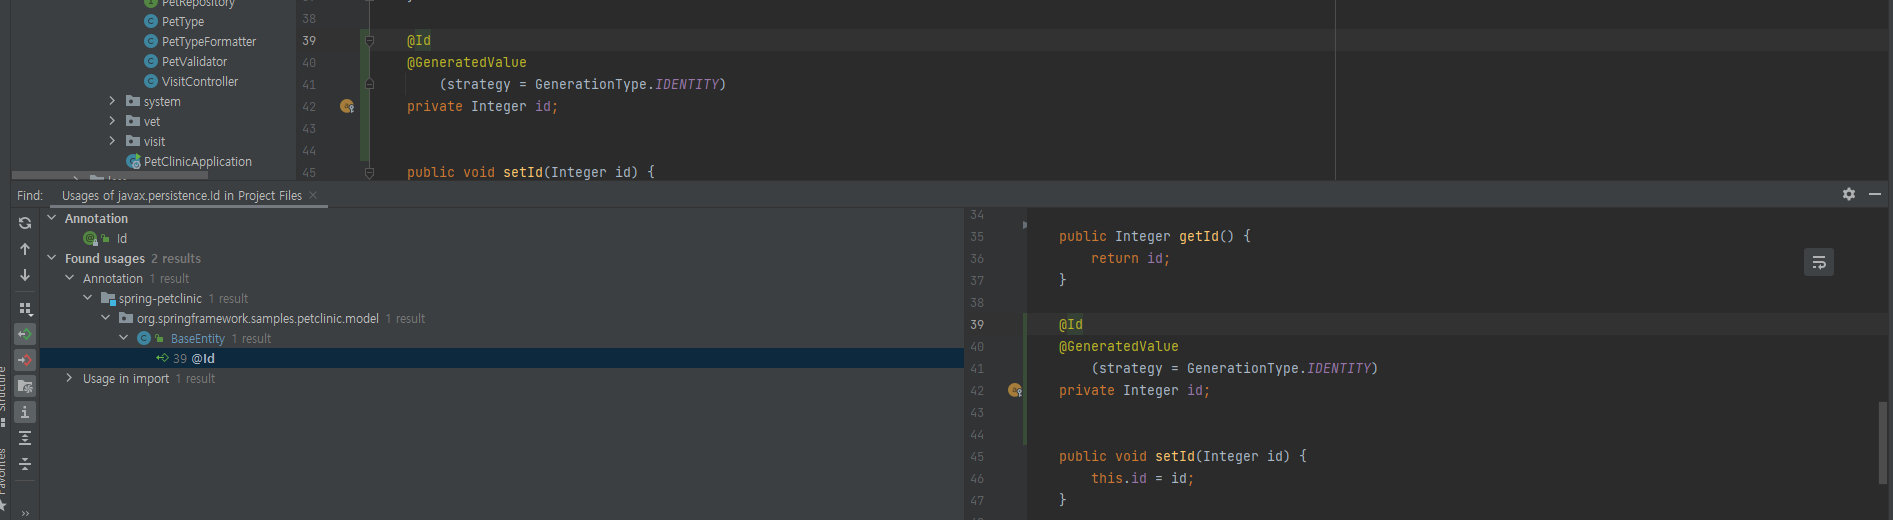 PetRepository
PetType
PetTypeFormatter
PetValidator
VisitController
system
vet
visit
PetClinicApplication
38
39 @Id
40 @GeneratedValue
41 (strategy = GenerationType.IDENTITY)
42 private Integer id;
43
44
45 public void setId(Integer id) {
Find: Usages of javax.persistence.Id in Project Files
Annotation
Id
Found usages 2 results
Annotation 1 result
spring-petclinic 1 result
org.springframework.samples.petclinic.model 1 result
BaseEntity 1 result
39 @Id
Usage in import 1 result
Structure
Favorites
34
35 public Integer getId() {
36 return id;
37 }
38
39 @Id
40 @GeneratedValue
41 (strategy = GenerationType.IDENTITY)
42 private Integer id;
43
44
45 public void setId(Integer id) {
46 this.id = id;
47 }